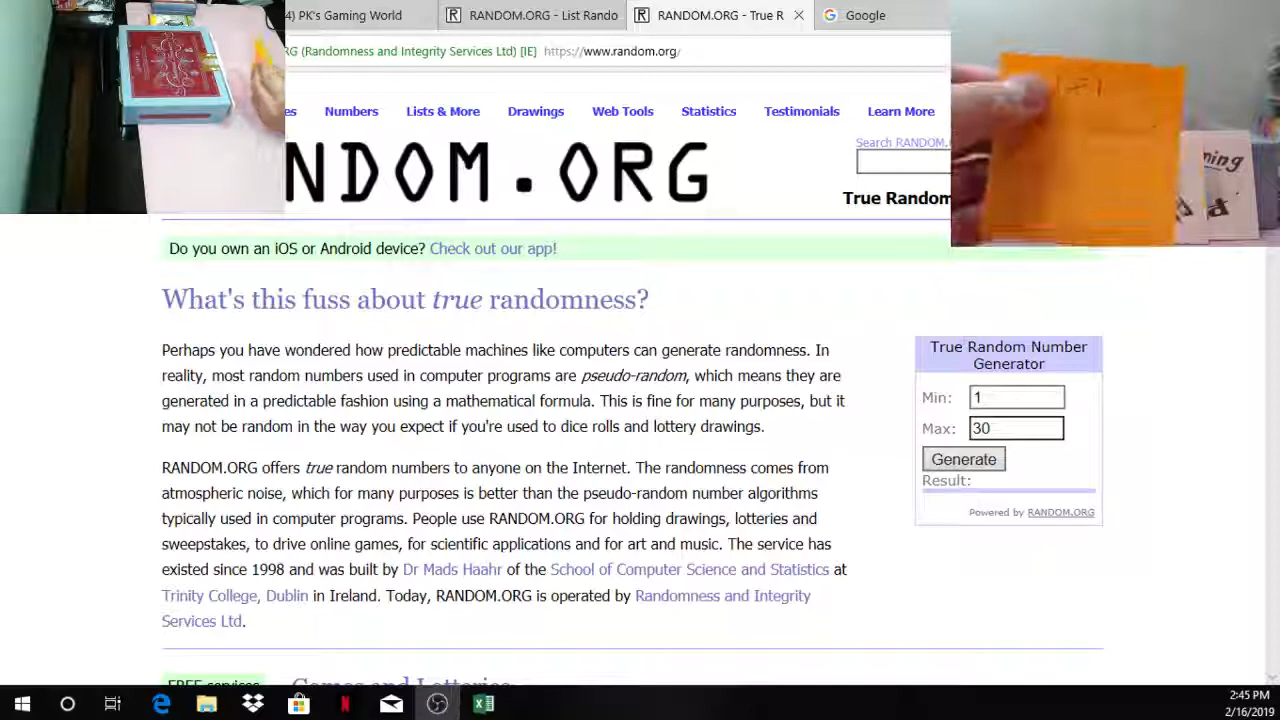 4) PK's Gaming World
RANDOM.ORG - List Rando
RANDOM.ORG - True R
Google
RG (Randomness and Integrity Services Ltd) [IE] https://www.random.org/
es Numbers Lists & More Drawings Web Tools Statistics Testimonials Learn More
Search RANDOM.
NDOM.ORG
True Random
ming
Do you own an iOS or Android device? Check out our app!
What's this fuss about true randomness?
Perhaps you have wondered how predictable machines like computers can generate randomness. In
reality, most random numbers used in computer programs are pseudo-random, which means they are
generated in a predictable fashion using a mathematical formula. This is fine for many purposes, but it
may not be random in the way you expect if you're used to dice rolls and lottery drawings.
RANDOM.ORG offers true random numbers to anyone on the Internet. The randomness comes from
atmospheric noise, which for many purposes is better than the pseudo-random number algorithms
typically used in computer programs. People use RANDOM.ORG for holding drawings, lotteries and
sweepstakes, to drive online games, for scientific applications and for art and music. The service has
existed since 1998 and was built by Dr Mads Haahr of the School of Computer Science and Statistics at
Trinity College, Dublin in Ireland. Today, RANDOM.ORG is operated by Randomness and Integrity
Services Ltd.
True Random Number
Generator
Min: 1
Max: 30
Generate
Result:
Powered by RANDOM.ORG
FREE services
Games and Lotteries
2:45 PM
2/16/2019